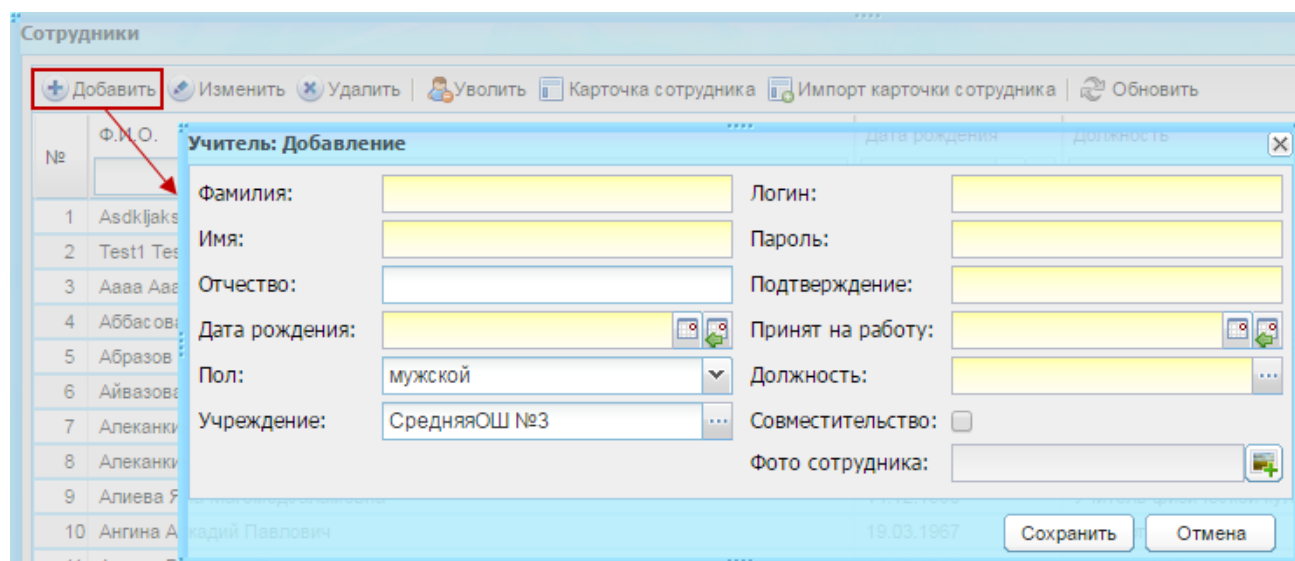 Сотрудники
Добавить Изменить Удалить Уволить Карточка сотрудника Импорт карточки сотрудника Обновить
№ Ф.И.О. Дата рождения Должность
Учитель: Добавление
Фамилия: Логин:
Имя: Пароль:
Отчество: Подтверждение:
Дата рождения: Принят на работу:
Пол: мужской Должность:
Учреждение: СредняяОШ №3 Совместительство:
Фото сотрудника:
Сохранить Отмена
1 Asdkljaks
2 Test1 Tes
3 Аааа Ааа
4 Аббасова
5 Абразов
6 Айвазова
7 Алеканки
8 Алеканки
9 Алиева Я
10 Ангина Аркадий Павлович 19.03.1967